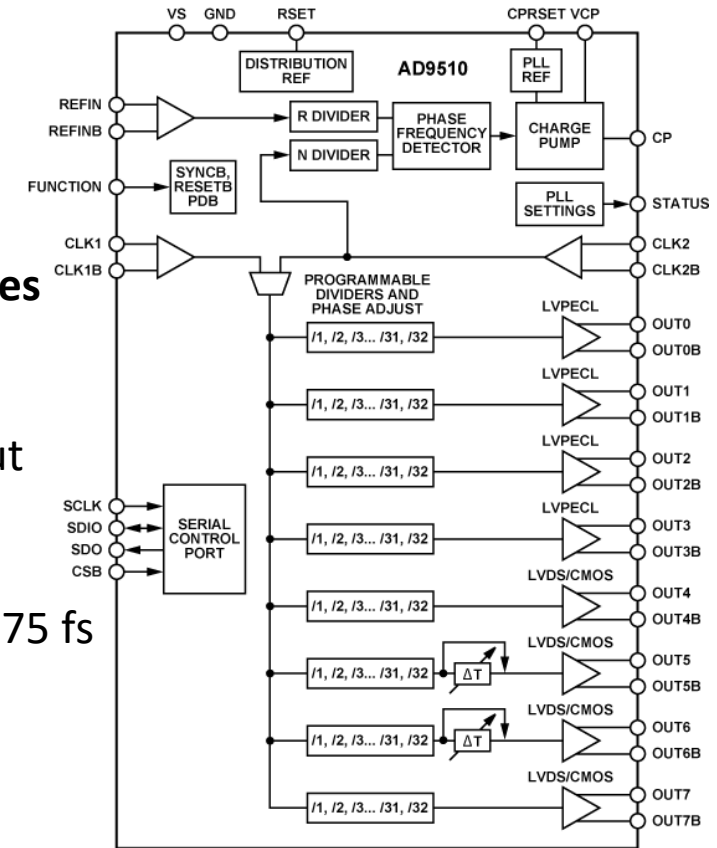 VS GND RSET CPRSET VCP
DISTRIBUTION
REF
AD9510
PLL
REF
REFIN
REFINB
R DIVIDER
N DIVIDER
PHASE
FREQUENCY
DETECTOR
CHARGE
PUMP
CP
FUNCTION
SYNCB,
RESETB
PDB
PLL
SETTINGS
STATUS
CLK1
CLK1B
CLK2
CLK2B
es
PROGRAMMABLE
DIVIDERS AND
PHASE ADJUST
LVPECL
/1, /2, /3... /31, /32
OUT0
OUT0B
LVPECL
/1, /2, /3... /31, /32
OUT1
OUT1B
ut
LVPECL
/1, /2, /3... /31, /32
OUT2
OUT2B
LVPECL
/1, /2, /3... /31, /32
OUT3
OUT3B
SCLK
SDIO
SDO
CSB
SERIAL
CONTROL
PORT
LVDS/CMOS
/1, /2, /3... /31, /32
OUT4
OUT4B
75 fs
LVDS/CMOS
/1, /2, /3... /31, /32
ΔT
OUT5
OUT5B
LVDS/CMOS
/1, /2, /3... /31, /32
ΔT
OUT6
OUT6B
LVDS/CMOS
/1, /2, /3... /31, /32
OUT7
OUT7B